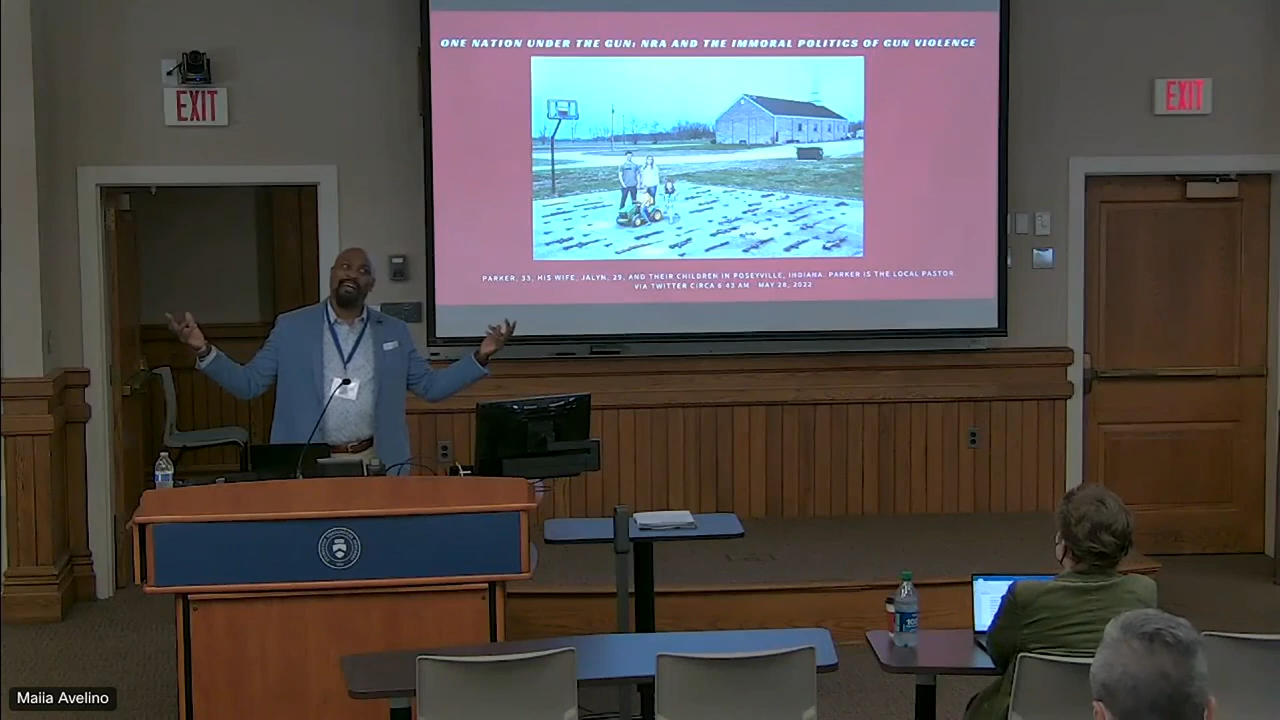 ONE NATION UNDER THE GUN: NRA AND THE IMMORAL POLITICS OF GUN VIOLENCE
EXIT
EXIT
PARKER, 33, HIS WIFE, JALYN, 29, AND THEIR CHILDREN IN POSEYVILLE, INDIANA. PARKER IS THE LOCAL PASTOR
VIA TWITTER CIRCA 6:43 AM MAY 28, 2022
Maiia Avelino